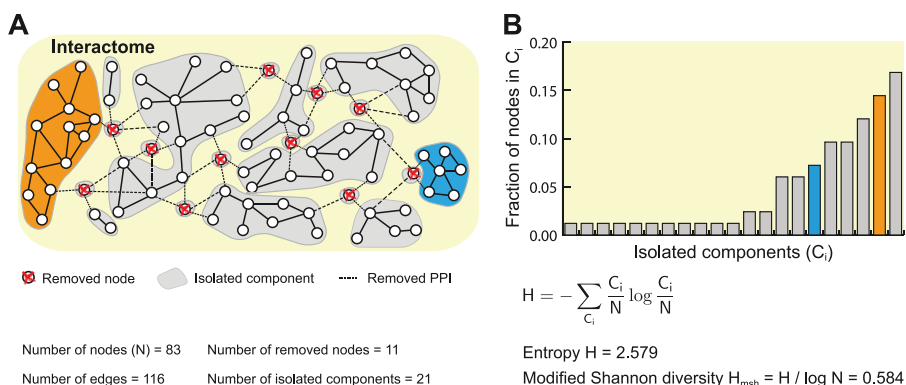 A
Interactome
Removed node
Isolated component
Removed PPI
Number of nodes (N) = 83
Number of removed nodes = 11
Number of edges = 116
Number of isolated components = 21
B
Fraction of nodes in Cᵢ
0.20
0.15
0.10
0.05
0.00
Isolated components (Cᵢ)
H = − ∑_{Cᵢ} Cᵢ/N log Cᵢ/N
Entropy H = 2.579
Modified Shannon diversity Hₘₛₕ = H / log N = 0.584